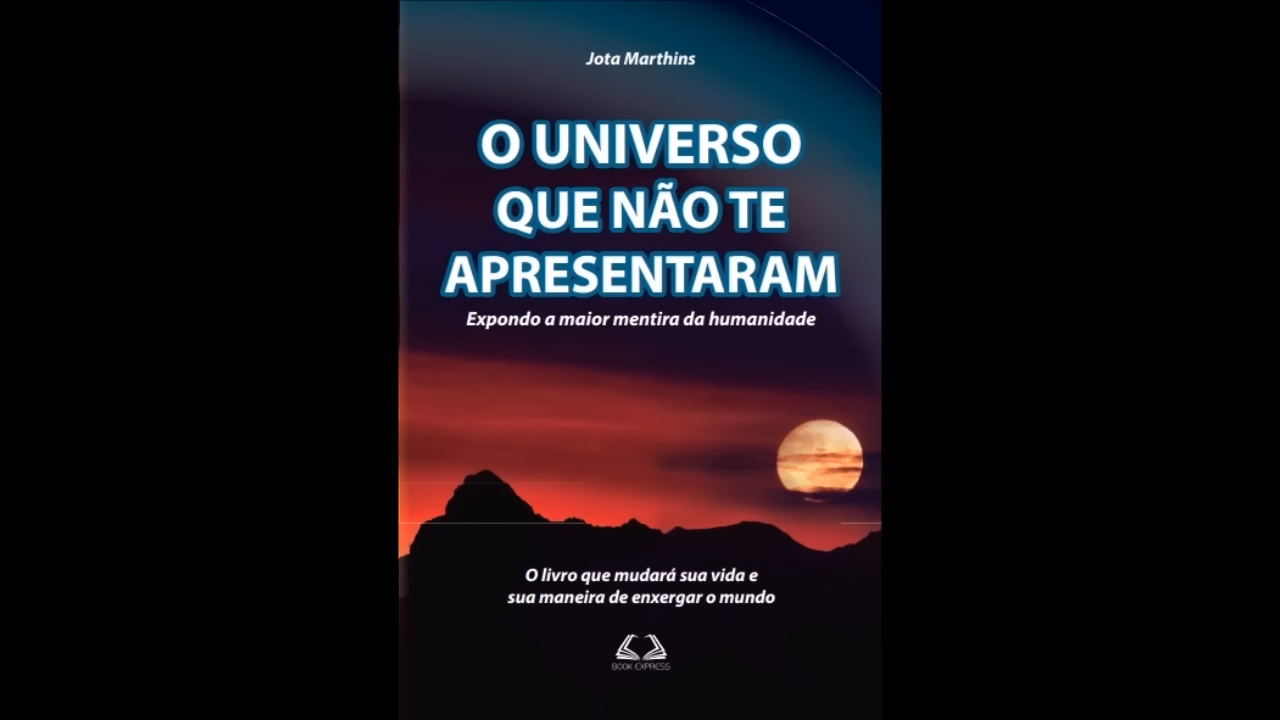 Jota Marthins
O UNIVERSO
QUE NÃO TE
APRESENTARAM
Expondo a maior mentira da humanidade
O livro que mudará sua vida e
sua maneira de enxergar o mundo
BOOK EXPRESS